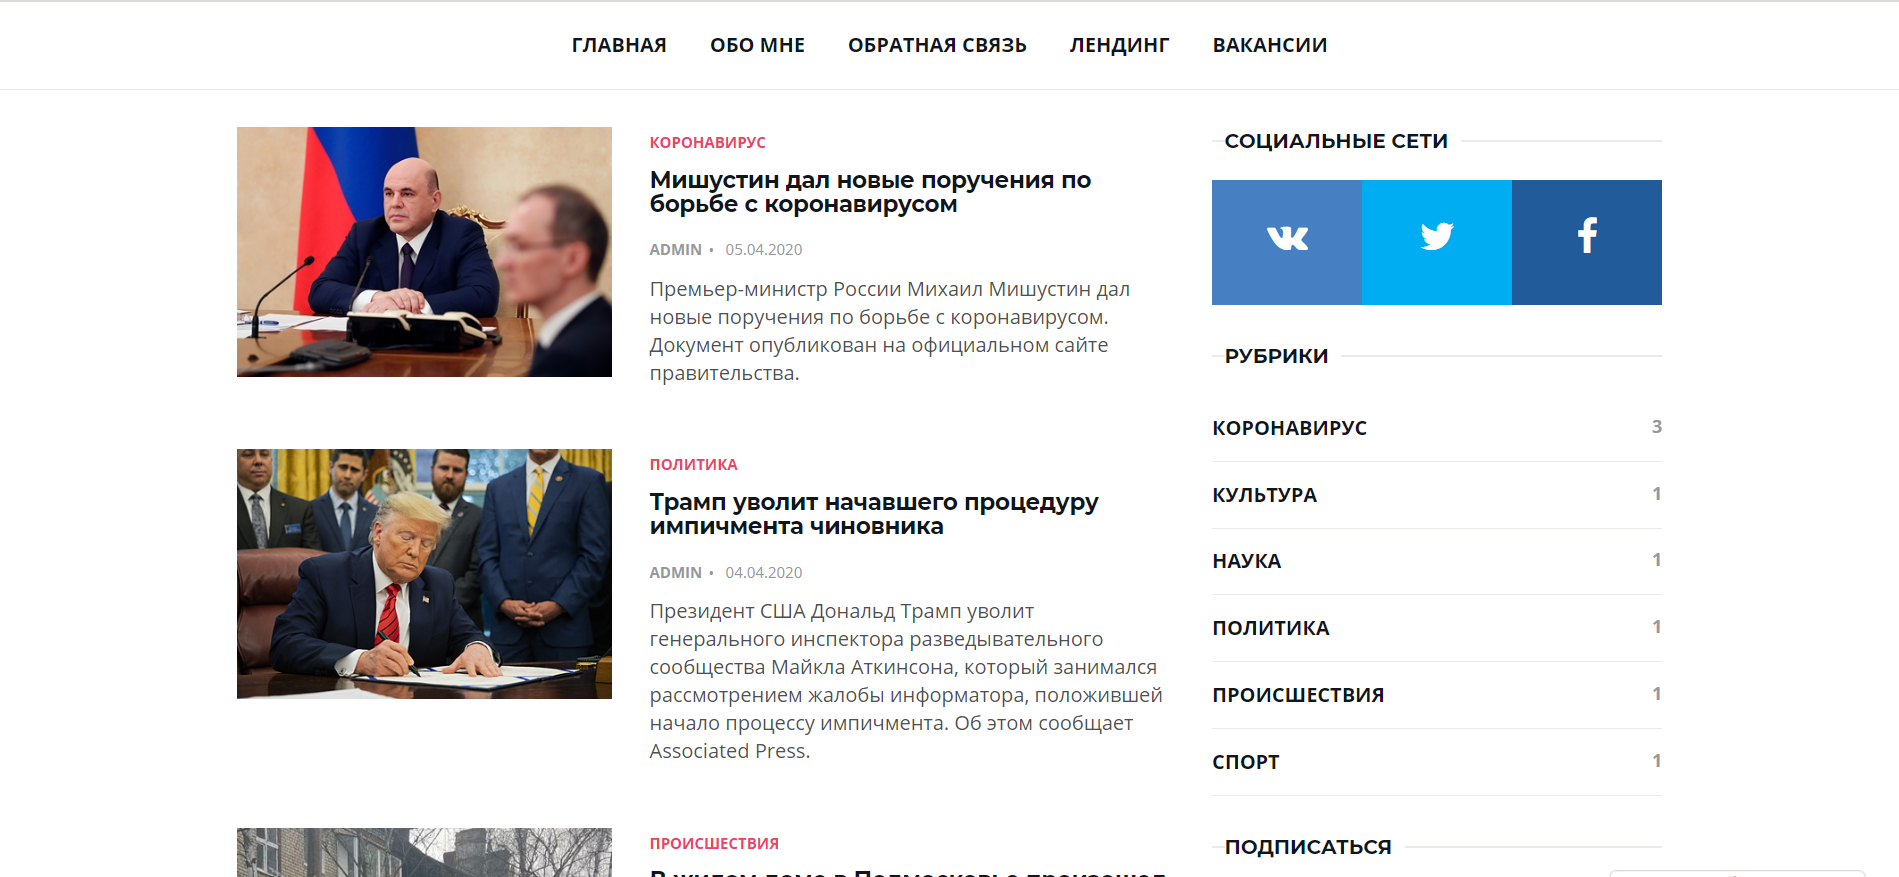 ГЛАВНАЯ ОБО МНЕ ОБРАТНАЯ СВЯЗЬ ЛЕНДИНГ ВАКАНСИИ
КОРОНАВИРУС
Мишустин дал новые поручения по
борьбе с коронавирусом
ADMIN • 05.04.2020
Премьер-министр России Михаил Мишустин дал
новые поручения по борьбе с коронавирусом.
Документ опубликован на официальном сайте
правительства.
ПОЛИТИКА
Трамп уволит начавшего процедуру
импичмента чиновника
ADMIN • 04.04.2020
Президент США Дональд Трамп уволит
генерального инспектора разведывательного
сообщества Майкла Аткинсона, который занимался
рассмотрением жалобы информатора, положившей
начало процессу импичмента. Об этом сообщает
Associated Press.
ПРОИСШЕСТВИЯ
В жилом доме в Подмосковье произошел
СОЦИАЛЬНЫЕ СЕТИ
РУБРИКИ
КОРОНАВИРУС 3
КУЛЬТУРА 1
НАУКА 1
ПОЛИТИКА 1
ПРОИСШЕСТВИЯ 1
СПОРТ 1
ПОДПИСАТЬСЯ